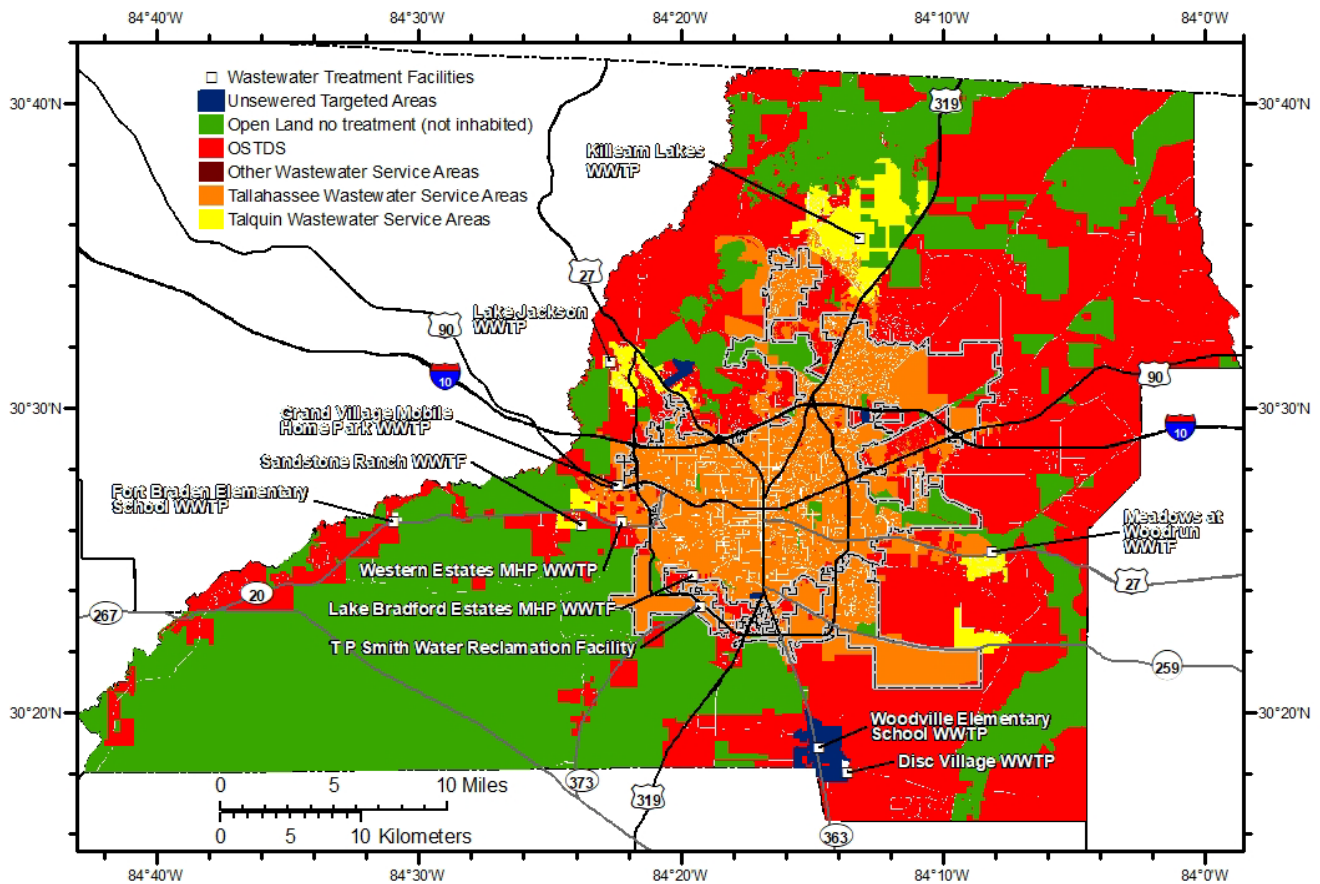 84°40'W 84°30'W 84°20'W 84°10'W 84°0'W
Wastewater Treatment Facilities
Unsewered Targeted Areas
Open Land no treatment (not inhabited)
OSTDS
Other Wastewater Service Areas
Tallahassee Wastewater Service Areas
Talquin Wastewater Service Areas
30°40'N
30°40'N
319
Killearn Lakes
WWTP
27
Lake Jackson
WWTP
90
10
90
30°30'N
30°30'N
10
Grand Village Mobile
Home Park WWTP
Sandstone Ranch WWTF
Fort Braden Elementary
School WWTP
Meadows at
Woodrun
WWTF
Western Estates MHP WWTP
27
20
267
Lake Bradford Estates MHP WWTF
T P Smith Water Reclamation Facility
259
30°20'N
30°20'N
Woodville Elementary
School WWTP
Disc Village WWTP
0 5 10 Miles
0 5 10 Kilometers
373
319
363
84°40'W 84°30'W 84°20'W 84°10'W 84°0'W